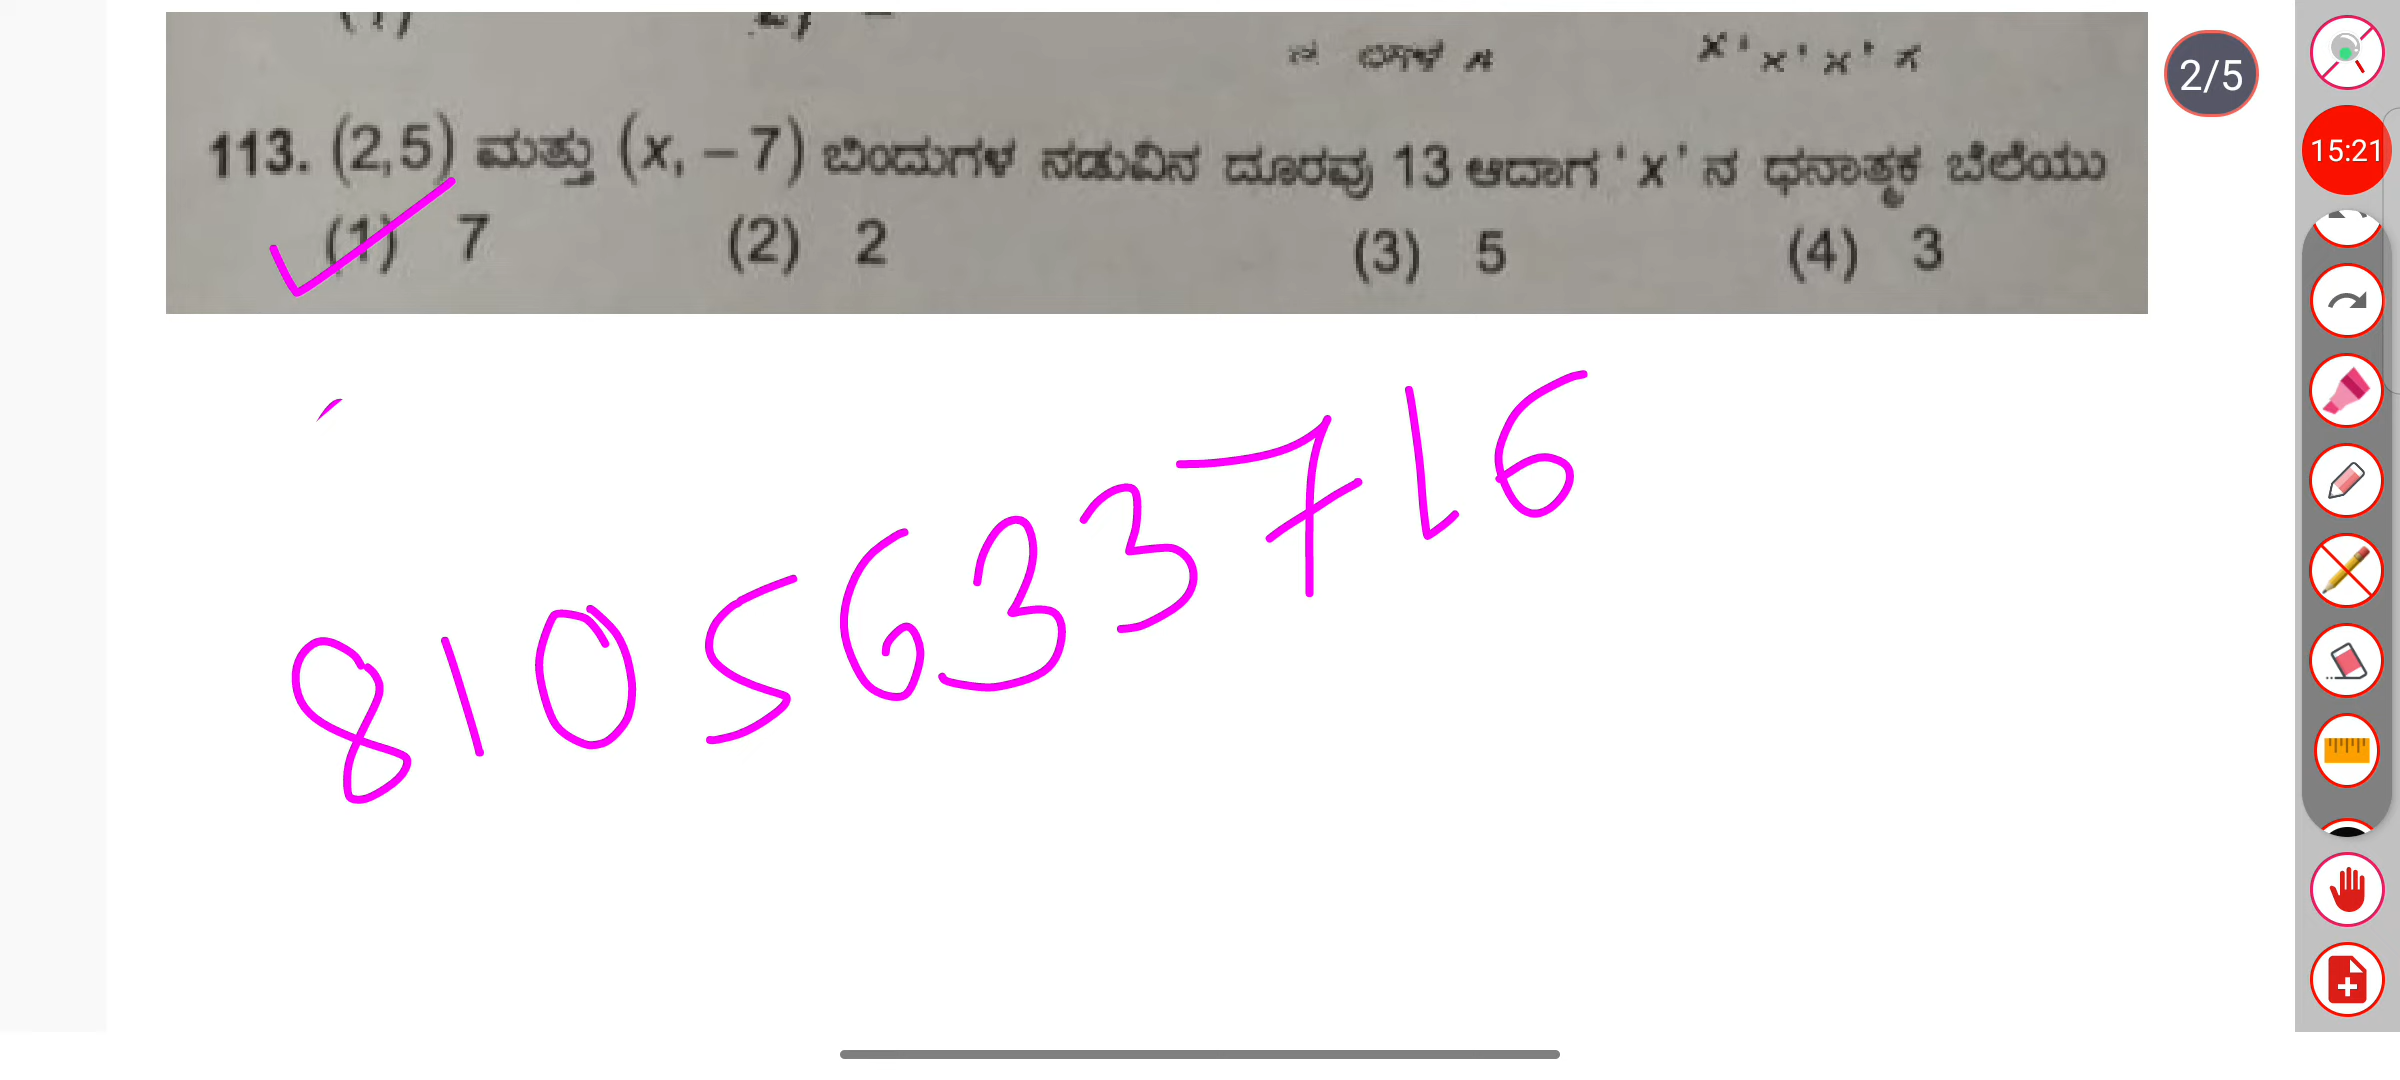 2/5
15:21
113. (2,5) ಮತ್ತು (x, – 7) ಬಿಂದುಗಳ ನಡುವಿನ ದೂರವು 13 ಆದಾಗ ' x ' ನ ಧನಾತ್ಮಕ ಬೆಲೆಯು
(1) 7 (2) 2 (3) 5 (4) 3
8105633716